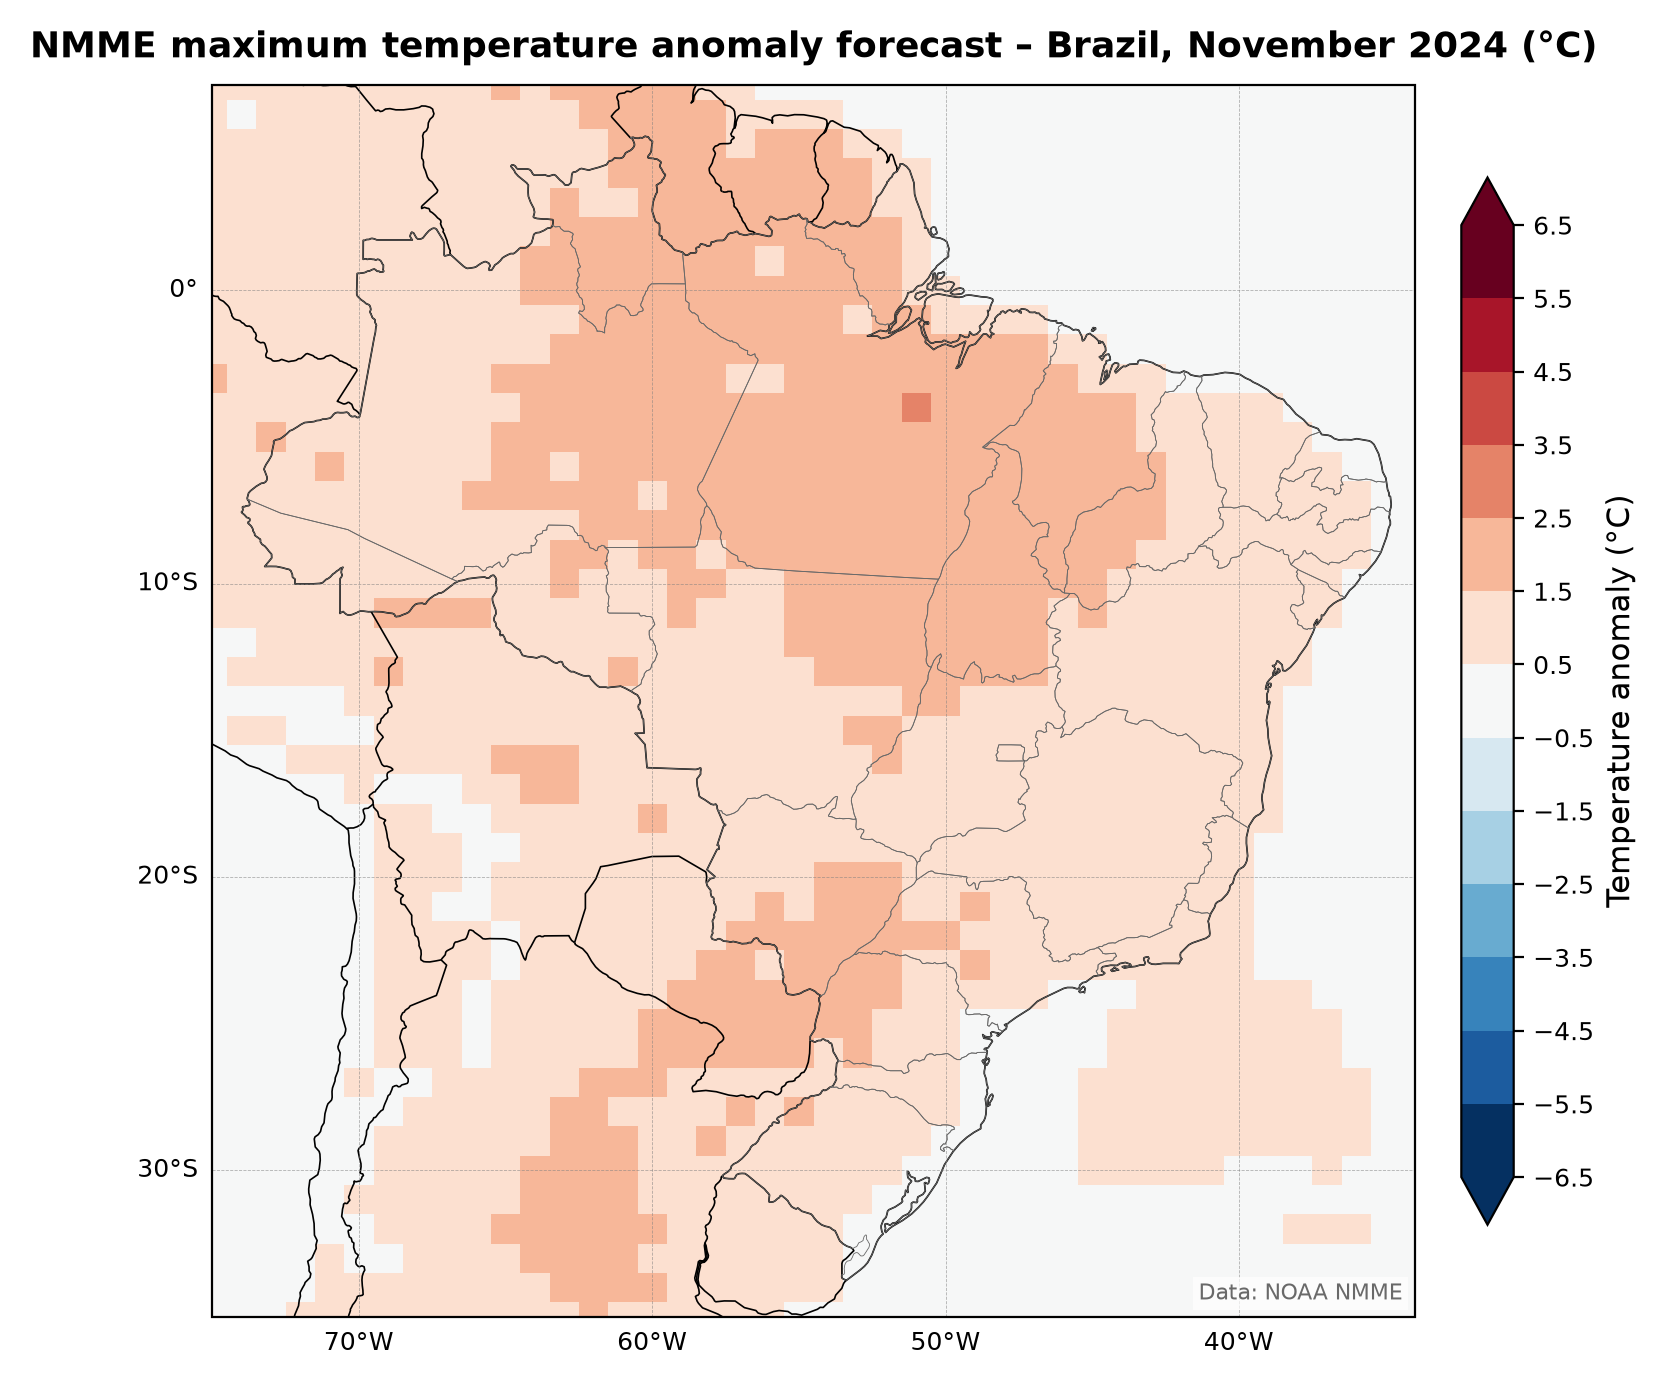 NMME maximum temperature anomaly forecast – Brazil, November 2024 (°C)
0°
10°S
20°S
30°S
70°W
60°W
50°W
40°W
Data: NOAA NMME
6.5
5.5
4.5
3.5
2.5
1.5
0.5
−0.5
−1.5
−2.5
−3.5
−4.5
−5.5
−6.5
Temperature anomaly (°C)